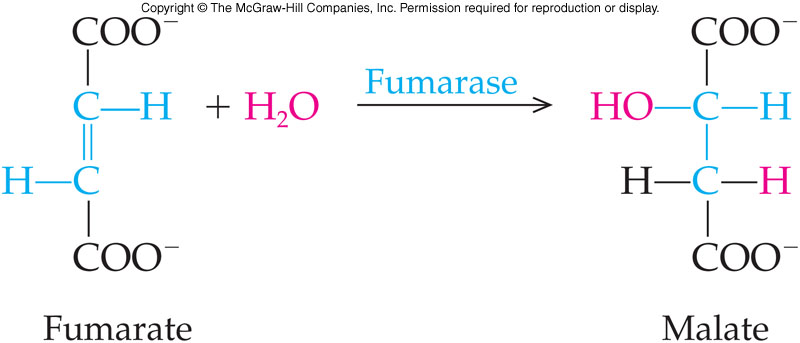 Copyright © The McGraw-Hill Companies, Inc. Permission required for reproduction or display.
COO⁻
C—H
H—C
COO⁻
Fumarate
+ H₂O
Fumarase
COO⁻
HO—C—H
H—C—H
COO⁻
Malate